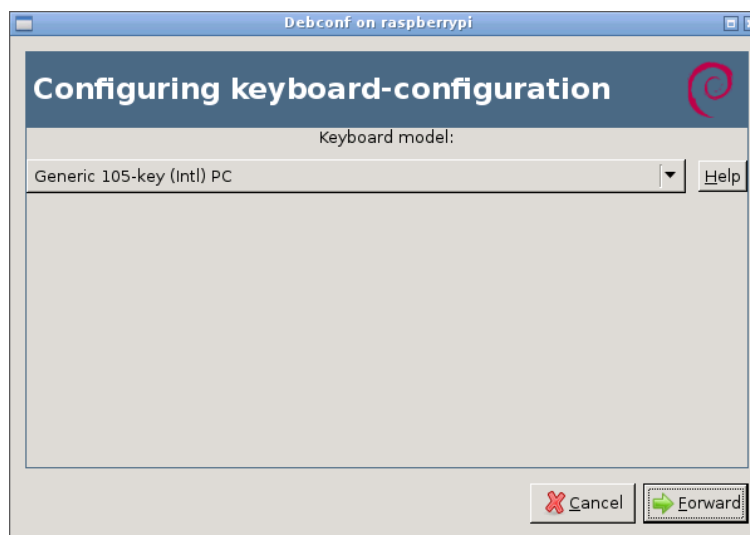 Debconf on raspberrypi
Configuring keyboard-configuration
Keyboard model:
Generic 105-key (Intl) PC
Help
Cancel
Forward